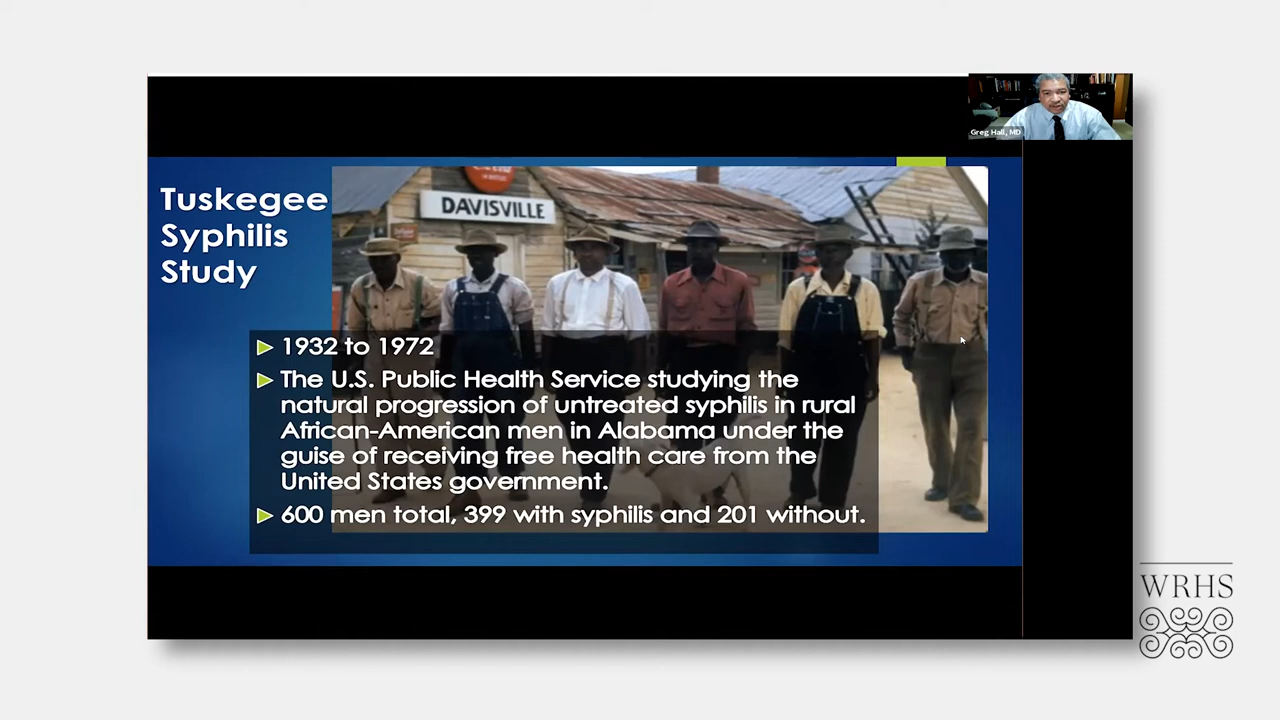 Greg Hall, MD
Tuskegee
Syphilis
Study
DAVISVILLE
1932 to 1972
The U.S. Public Health Service studying the
natural progression of untreated syphilis in rural
African-American men in Alabama under the
guise of receiving free health care from the
United States government.
600 men total, 399 with syphilis and 201 without.
WRHS